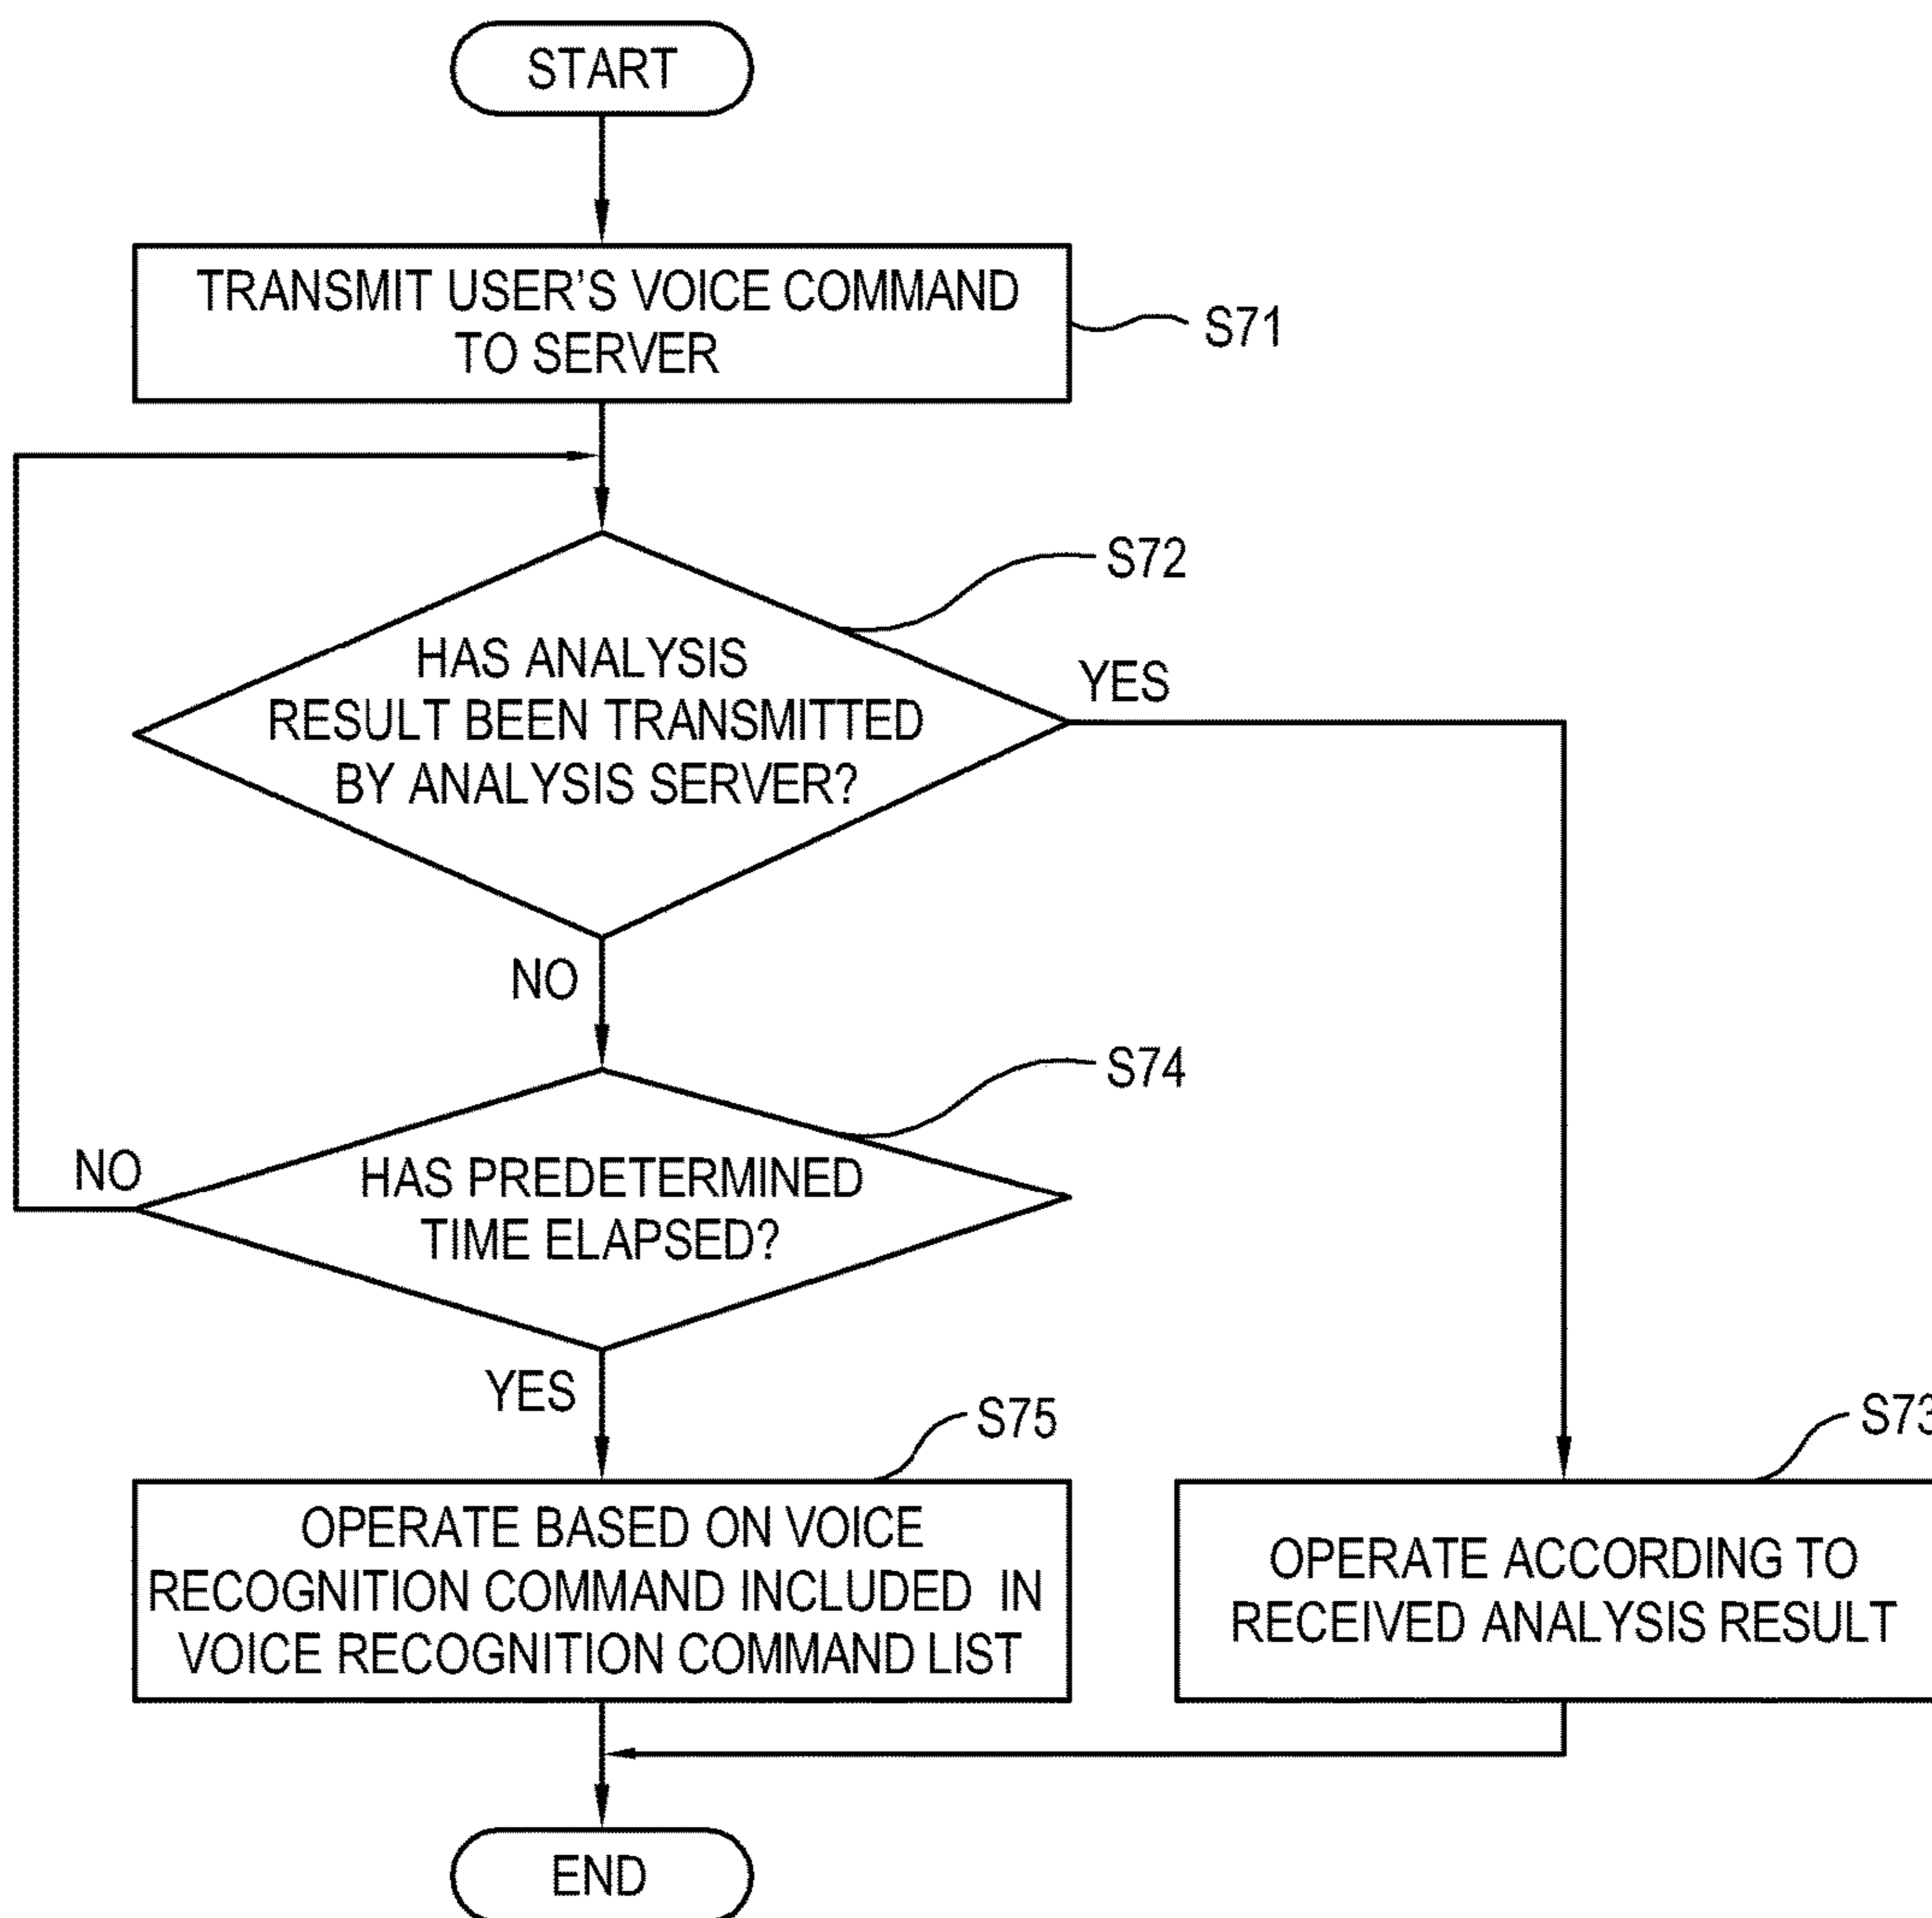 START
TRANSMIT USER'S VOICE COMMAND
TO SERVER
S71
S72
HAS ANALYSIS
RESULT BEEN TRANSMITTED
BY ANALYSIS SERVER?
YES
NO
S74
HAS PREDETERMINED
TIME ELAPSED?
NO
YES
S75
OPERATE BASED ON VOICE
RECOGNITION COMMAND INCLUDED IN
VOICE RECOGNITION COMMAND LIST
S73
OPERATE ACCORDING TO
RECEIVED ANALYSIS RESULT
END